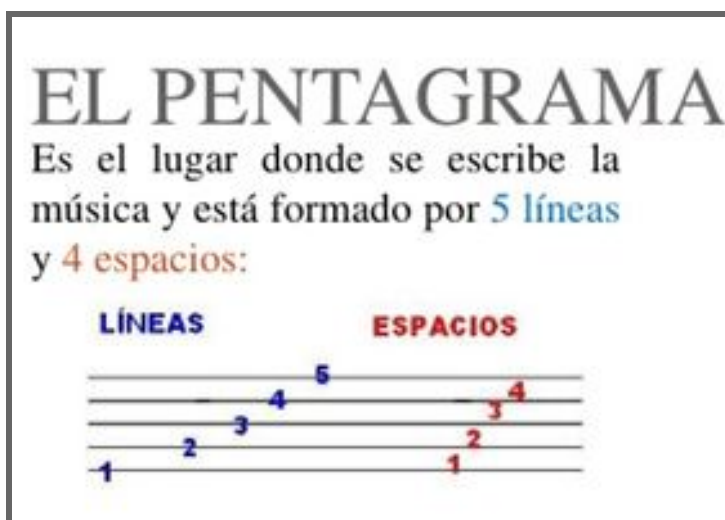 EL PENTAGRAMA
Es el lugar donde se escribe la
música y está formado por 5 líneas
y 4 espacios:
LÍNEAS ESPACIOS
5
4 4
3 3
2 2
1 1